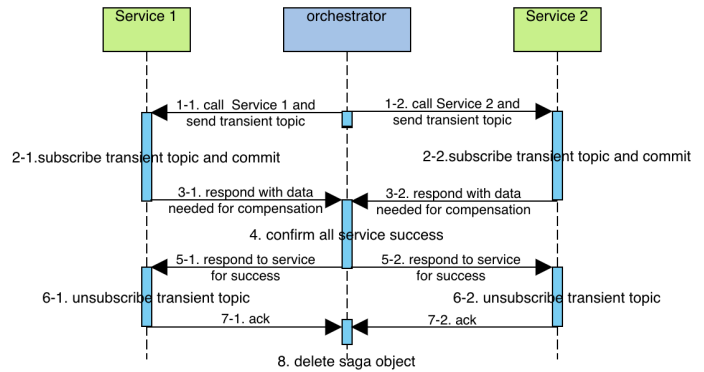 Service 1
orchestrator
Service 2
1-1. call  Service 1 and
send transient topic
1-2. call Service 2 and
send transient topic
2-1.subscribe transient topic and commit
2-2.subscribe transient topic and commit
3-1. respond with data
needed for compensation
3-2. respond with data
needed for compensation
4. confirm all service success
5-1. respond to service
for success
5-2. respond to service
for success
6-1. unsubscribe transient topic
6-2. unsubscribe transient topic
7-1. ack
7-2. ack
8. delete saga object